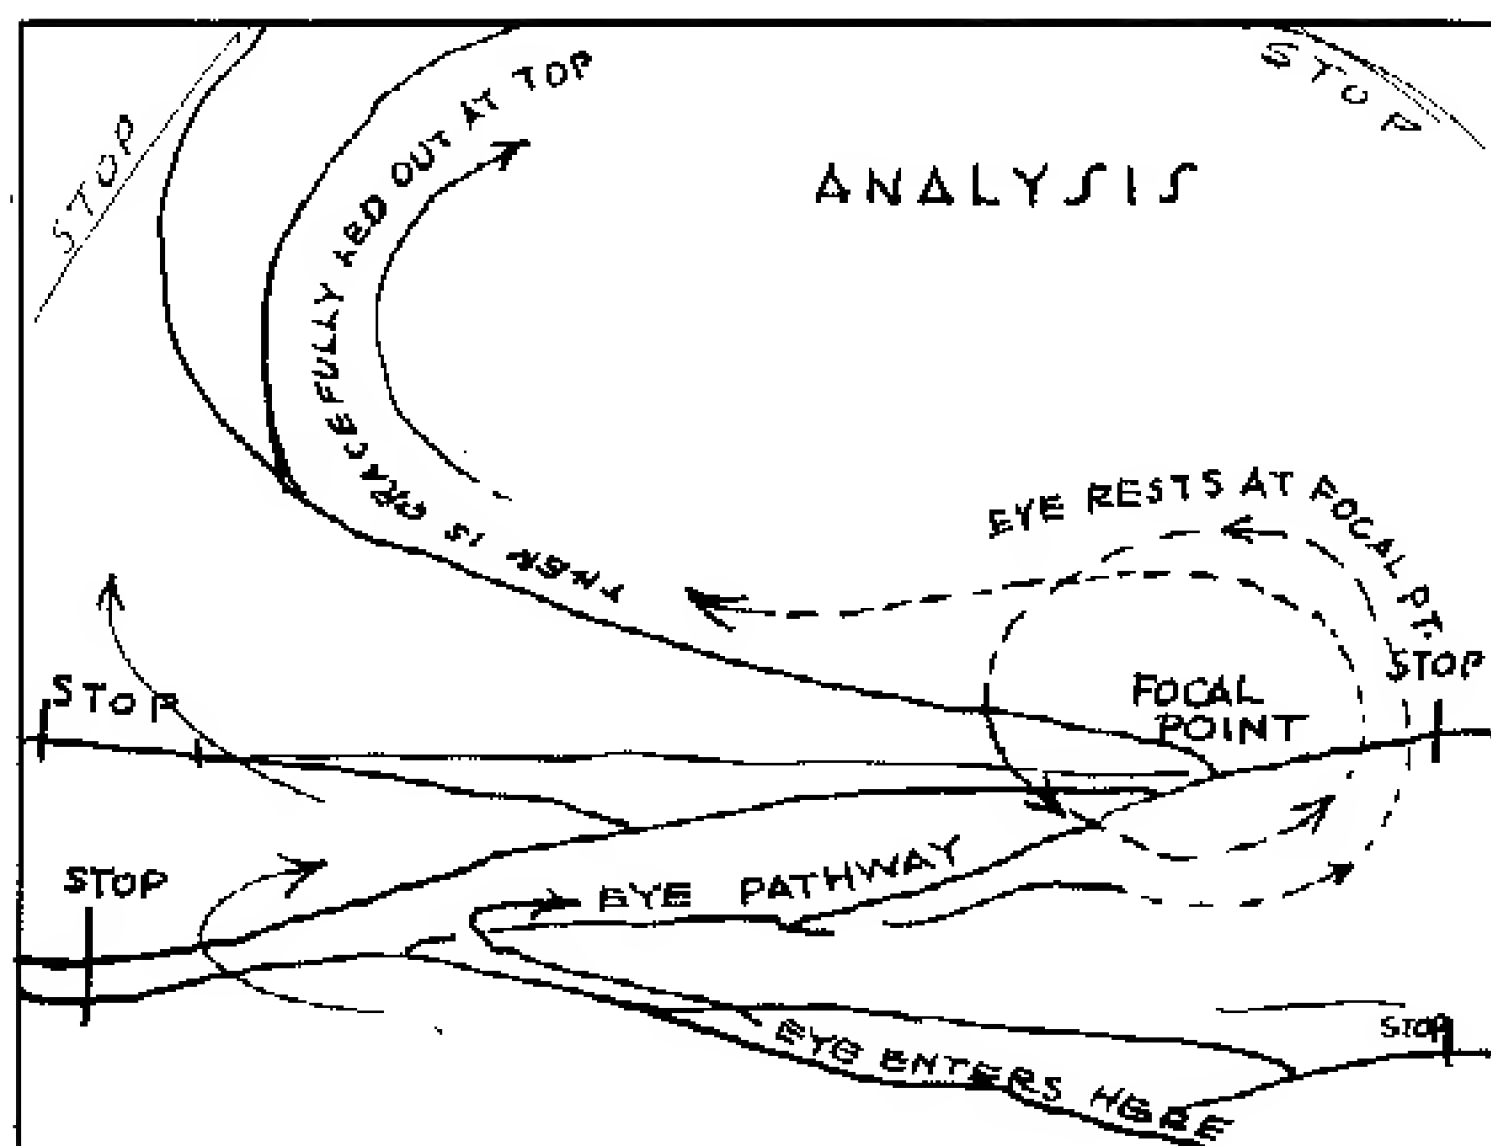 STOP
STOP
ANALYSIS
THEN IS GRACEFULLY LED OUT AT TOP
EYE RESTS AT FOCAL PT.
STOP
FOCAL
POINT
STOP
STOP
EYE PATHWAY
EYE ENTERS HERE
STOP